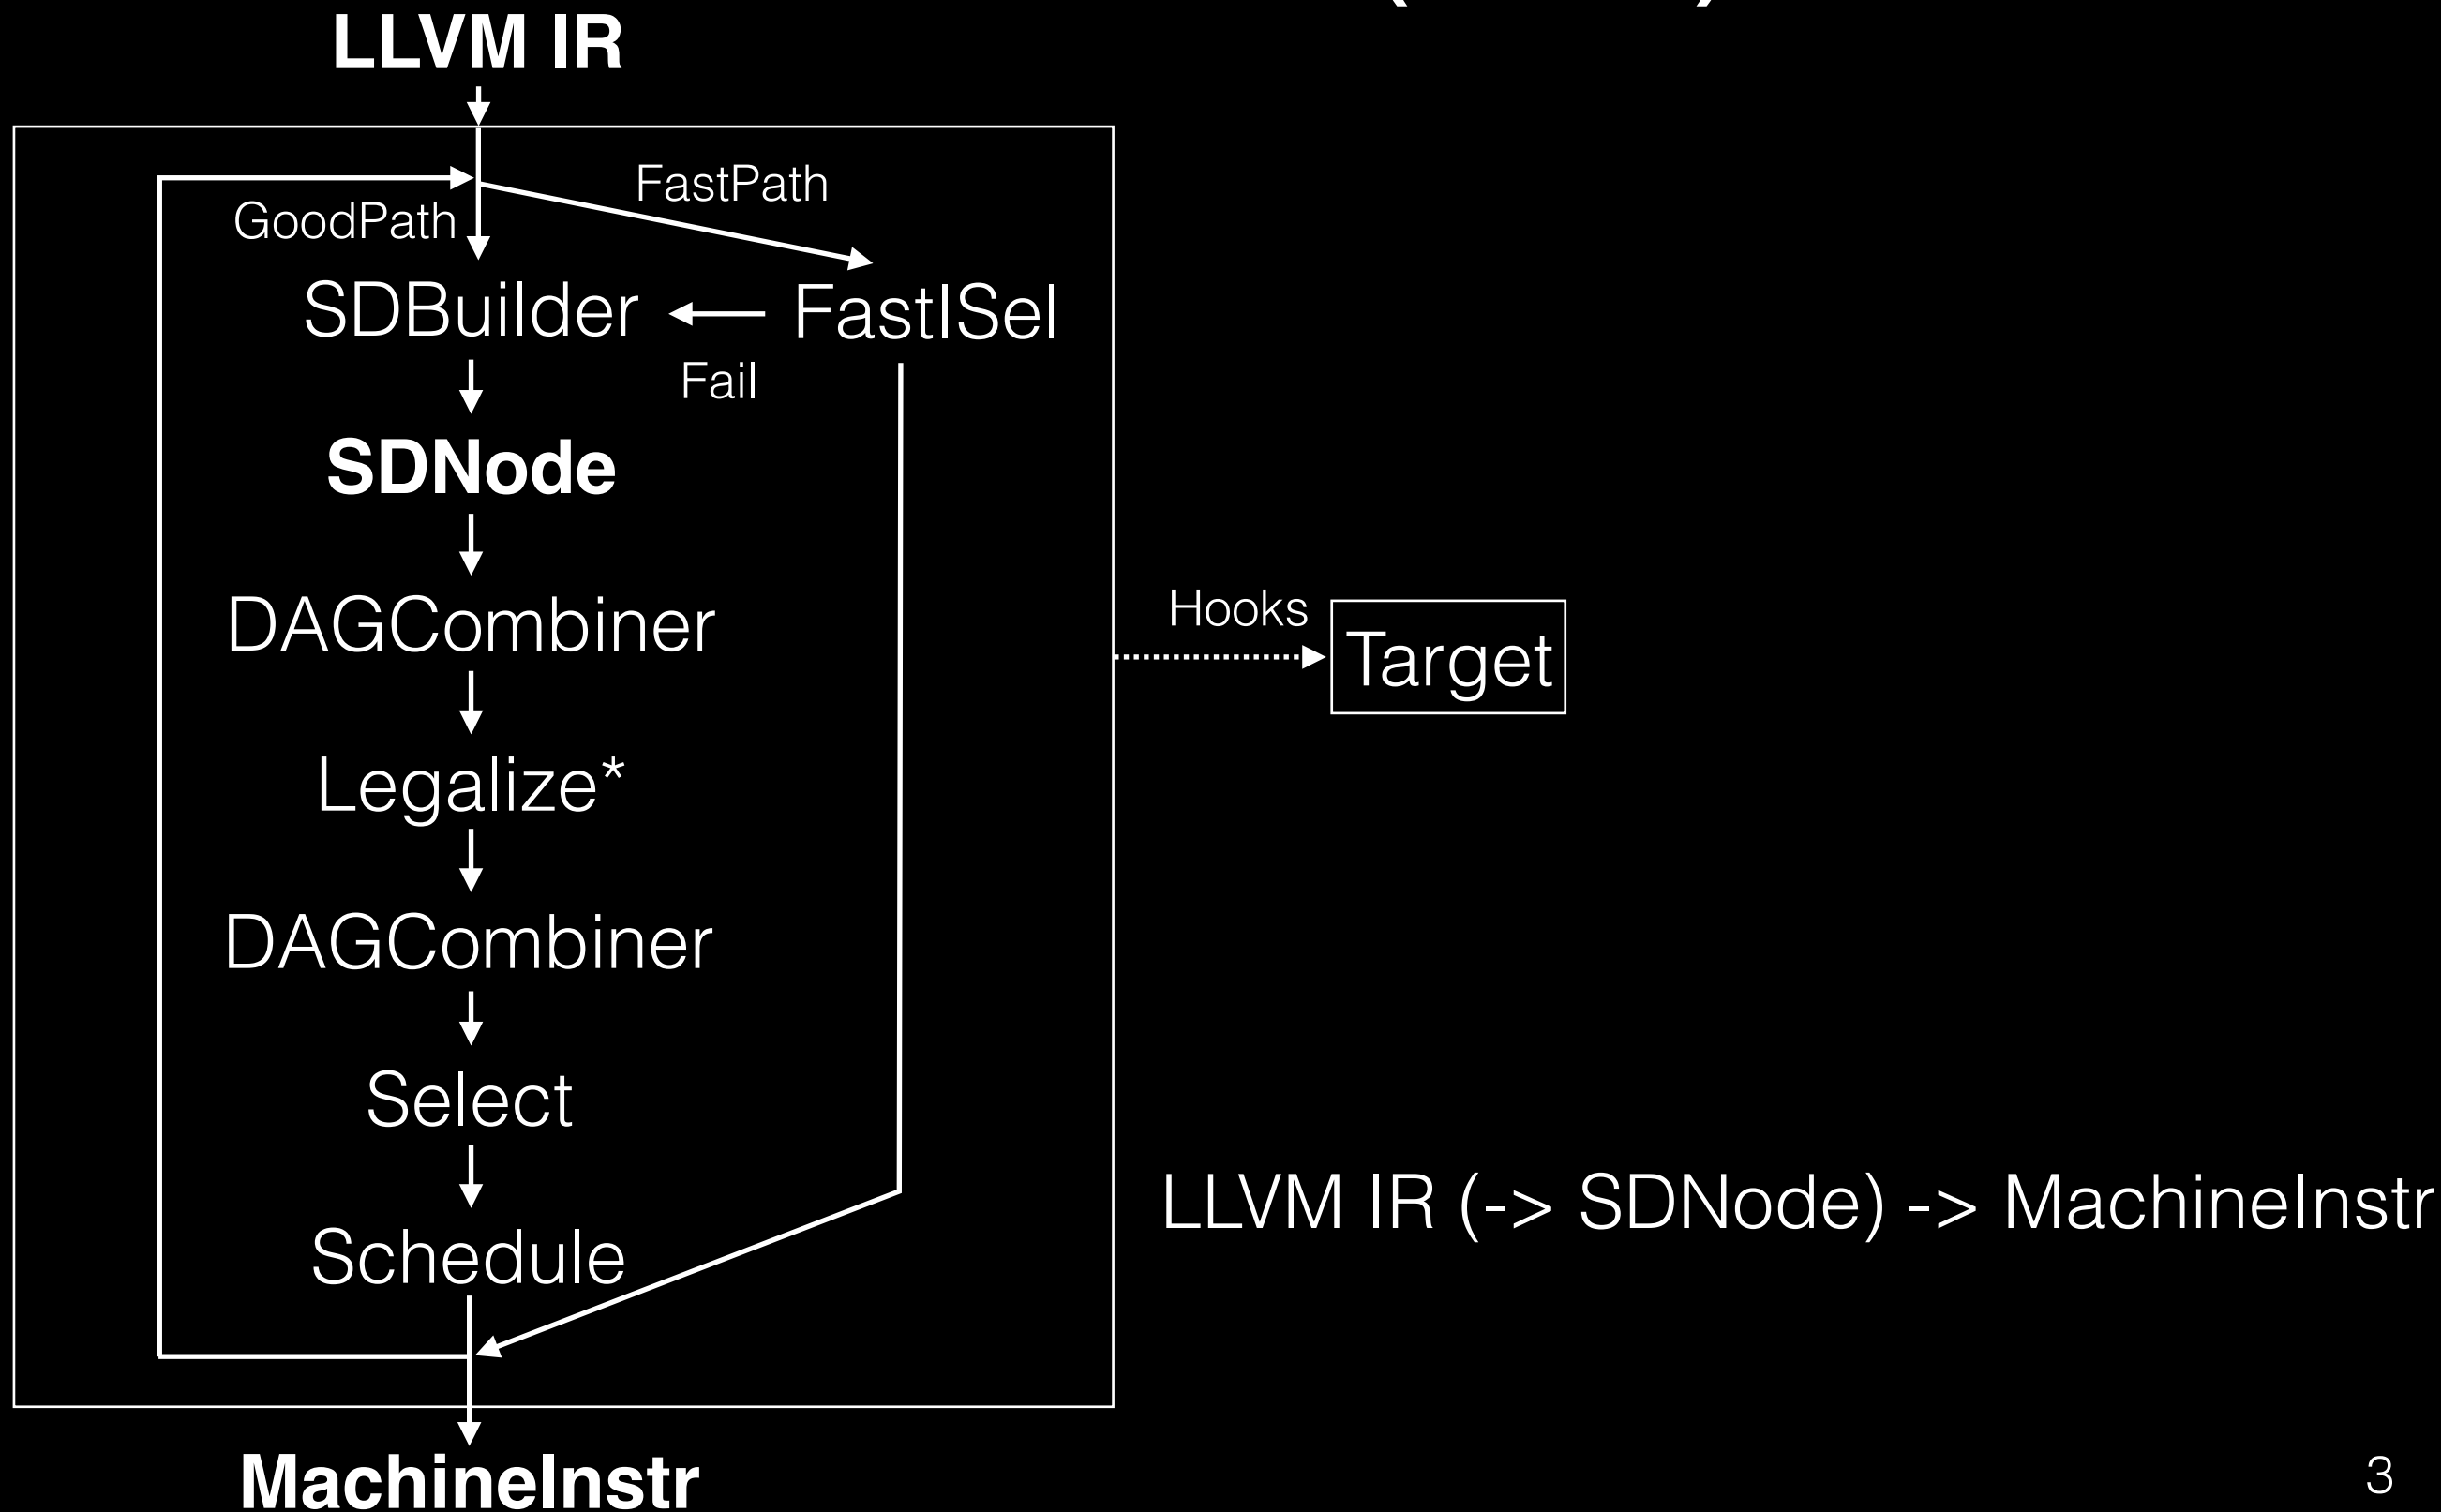 LLVM IR
FastPath
GoodPath
SDBuilder
FastISel
Fail
SDNode
DAGCombiner
Hooks
Target
Legalize*
DAGCombiner
Select
LLVM IR (-> SDNode) -> MachineInstr
Schedule
MachineInstr
3